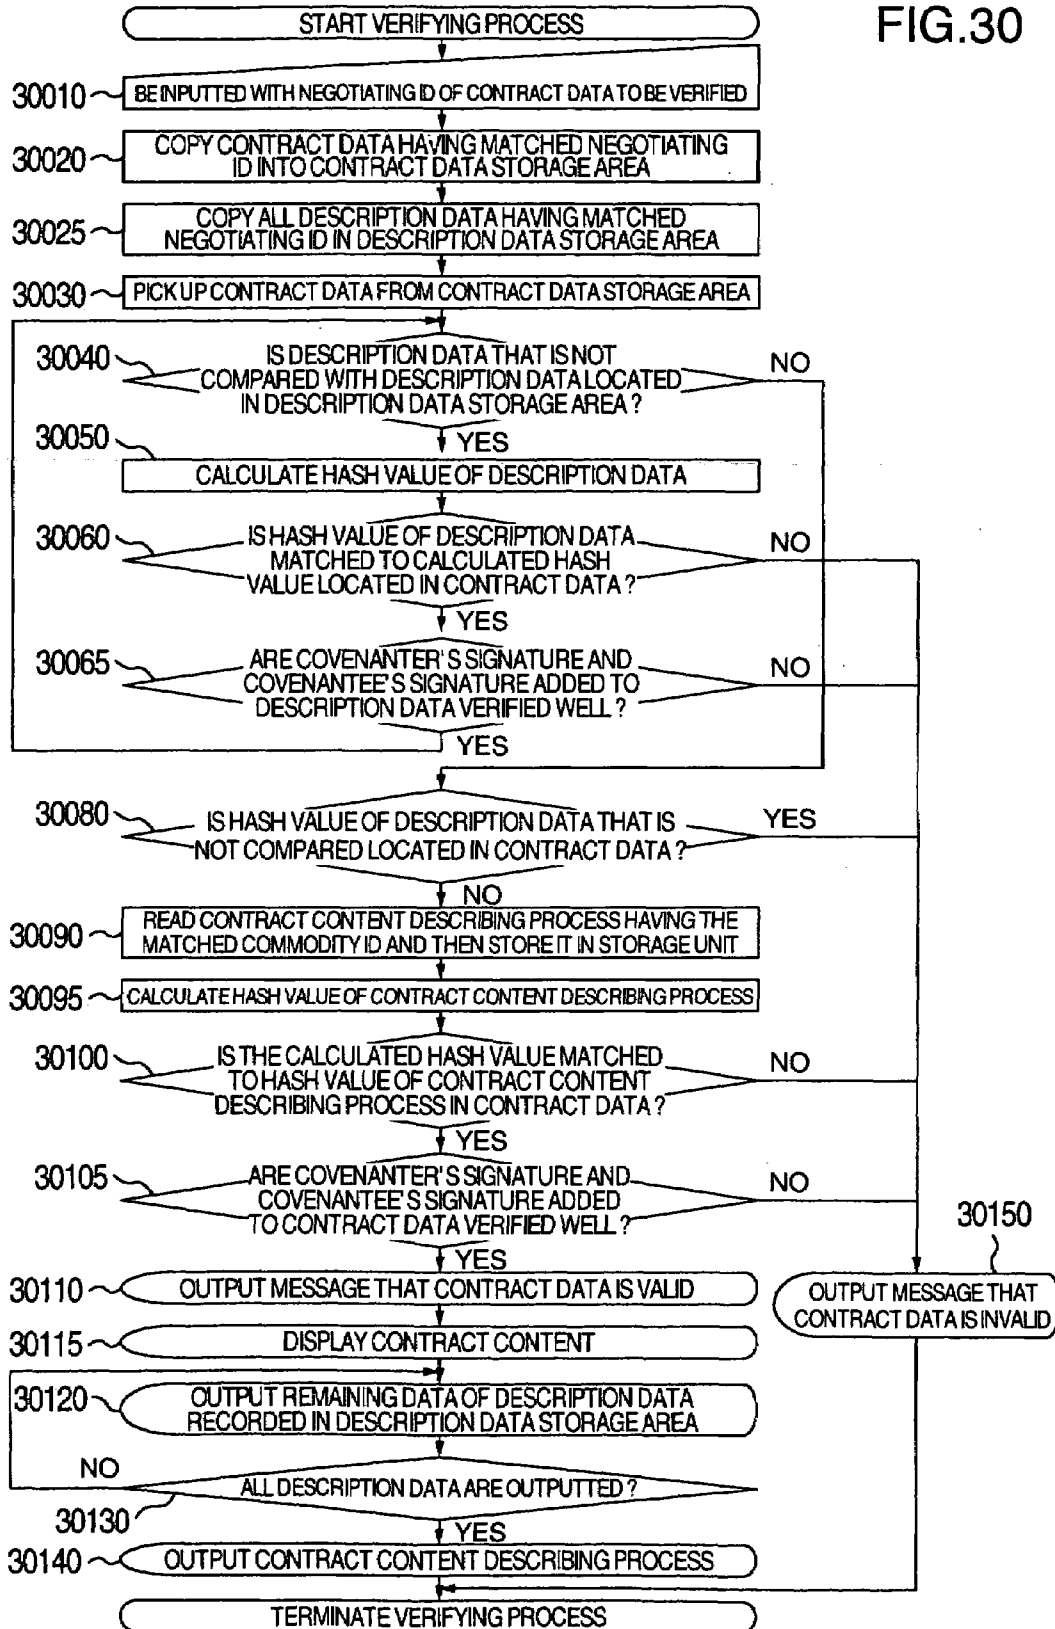 FIG.30
START VERIFYING PROCESS
30010
BE INPUTTED WITH NEGOTIATING ID OF CONTRACT DATA TO BE VERIFIED
30020
COPY CONTRACT DATA HAVING MATCHED NEGOTIATING
ID INTO CONTRACT DATA STORAGE AREA
30025
COPY ALL DESCRIPTION DATA HAVING MATCHED
NEGOTIATING ID IN DESCRIPTION DATA STORAGE AREA
30030
PICK UP CONTRACT DATA FROM CONTRACT DATA STORAGE AREA
30040
IS DESCRIPTION DATA THAT IS NOT
COMPARED WITH DESCRIPTION DATA LOCATED
IN DESCRIPTION DATA STORAGE AREA ?
NO
YES
30050
CALCULATE HASH VALUE OF DESCRIPTION DATA
30060
IS HASH VALUE OF DESCRIPTION DATA
MATCHED TO CALCULATED HASH
VALUE LOCATED IN CONTRACT DATA ?
NO
YES
30065
ARE COVENANTER'S SIGNATURE AND
COVENANTEE'S SIGNATURE ADDED TO
DESCRIPTION DATA VERIFIED WELL ?
NO
YES
30080
IS HASH VALUE OF DESCRIPTION DATA THAT IS
NOT COMPARED LOCATED IN CONTRACT DATA ?
YES
NO
30090
READ CONTRACT CONTENT DESCRIBING PROCESS HAVING THE
MATCHED COMMODITY ID AND THEN STORE IT IN STORAGE UNIT
30095
CALCULATE HASH VALUE OF CONTRACT CONTENT DESCRIBING PROCESS
30100
IS THE CALCULATED HASH VALUE MATCHED
TO HASH VALUE OF CONTRACT CONTENT
DESCRIBING PROCESS IN CONTRACT DATA ?
NO
YES
30105
ARE COVENANTER'S SIGNATURE AND
COVENANTEE'S SIGNATURE ADDED
TO CONTRACT DATA VERIFIED WELL ?
NO
YES
30150
OUTPUT MESSAGE THAT
CONTRACT DATA IS INVALID
30110
OUTPUT MESSAGE THAT CONTRACT DATA IS VALID
30115
DISPLAY CONTRACT CONTENT
30120
OUTPUT REMAINING DATA OF DESCRIPTION DATA
RECORDED IN DESCRIPTION DATA STORAGE AREA
NO
ALL DESCRIPTION DATA ARE OUTPUTTED ?
30130
YES
30140
OUTPUT CONTRACT CONTENT DESCRIBING PROCESS
TERMINATE VERIFYING PROCESS